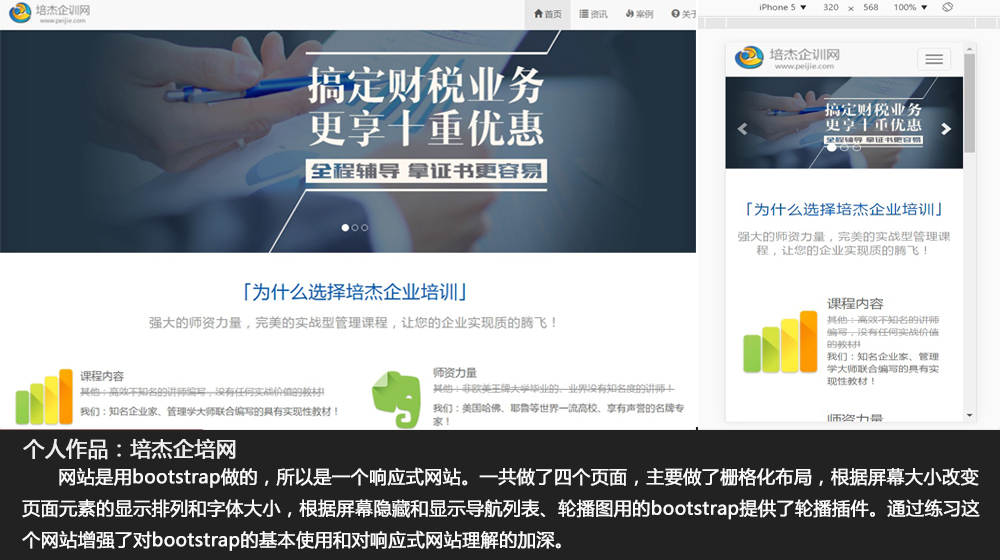 培杰企训网
www.peijie.com
首页 资讯 案例 关于
搞定财税业务
更享十重优惠
全程辅导 拿证书更容易
「为什么选择培杰企业培训」
强大的师资力量，完美的实战型管理课程，让您的企业实现质的腾飞！
课程内容
其他：高效不知名的讲师编写，没有任何实战价值的教材!
我们：知名企业家、管理学大师联合编写的具有实现性教材！
师资力量
其他：非欧美王牌大学毕业的、业界没有知名度的讲师！
我们：美国哈佛、耶鲁等世界一流高校、享有声誉的名牌专
家！
iPhone 5 ▼ 320 × 568 100% ▼
培杰企训网
www.peijie.com
搞定财税业务
更享十重优惠
全程辅导 拿证书更容易
「为什么选择培杰企业培训」
强大的师资力量，完美的实战型管理课
程，让您的企业实现质的腾飞！
课程内容
其他：高效不知名的讲师
编写，没有任何实战价值
的教材!
我们：知名企业家、管理
学大师联合编写的具有实
现性教材！
师资力量
个人作品：培杰企培网
网站是用bootstrap做的，所以是一个响应式网站。一共做了四个页面，主要做了栅格化布局，根据屏幕大小改变
页面元素的显示排列和字体大小，根据屏幕隐藏和显示导航列表、轮播图用的bootstrap提供了轮播插件。通过练习这
个网站增强了对bootstrap的基本使用和对响应式网站理解的加深。